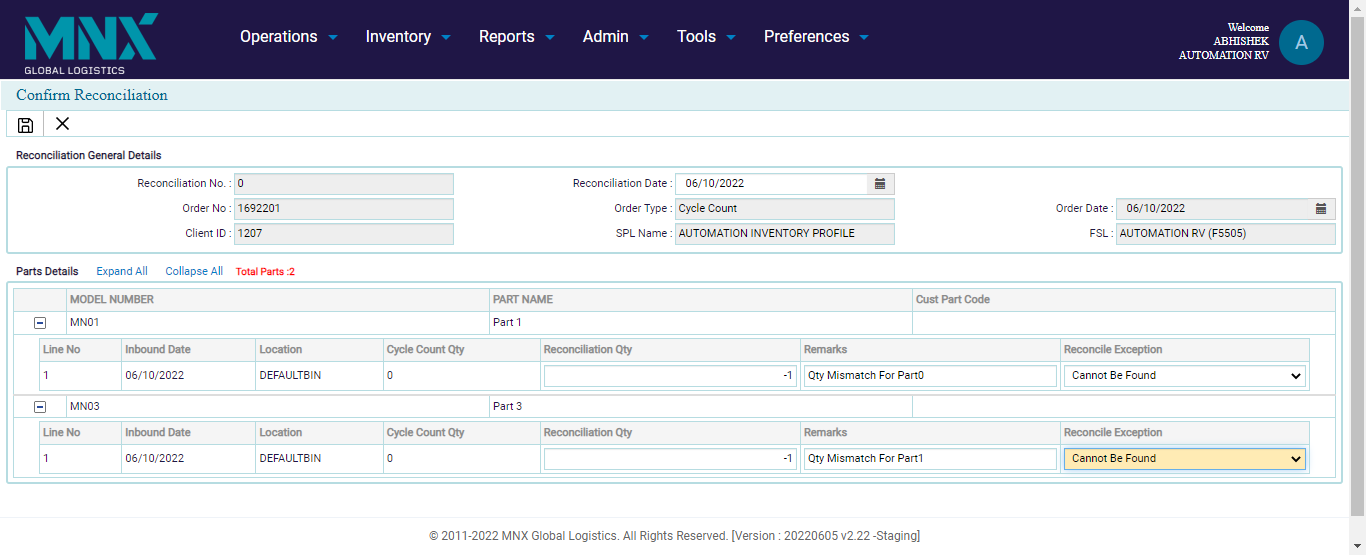 MNX
GLOBAL LOGISTICS
Operations Inventory Reports Admin Tools Preferences
Welcome
ABHISHEK
AUTOMATION RV
A
Confirm Reconciliation
Reconciliation General Details
Reconciliation No. : 0 Reconciliation Date : 06/10/2022
Order No : 1692201 Order Type : Cycle Count Order Date : 06/10/2022
Client ID : 1207 SPL Name : AUTOMATION INVENTORY PROFILE FSL : AUTOMATION RV (F5505)
Parts Details Expand All Collapse All Total Parts :2
MODEL NUMBER PART NAME Cust Part Code
MN01 Part 1
Line No Inbound Date Location Cycle Count Qty Reconciliation Qty Remarks Reconcile Exception
1 06/10/2022 DEFAULTBIN 0 -1 Qty Mismatch For Part0 Cannot Be Found
MN03 Part 3
Line No Inbound Date Location Cycle Count Qty Reconciliation Qty Remarks Reconcile Exception
1 06/10/2022 DEFAULTBIN 0 -1 Qty Mismatch For Part1 Cannot Be Found
© 2011-2022 MNX Global Logistics. All Rights Reserved. [Version : 20220605 v2.22 -Staging]